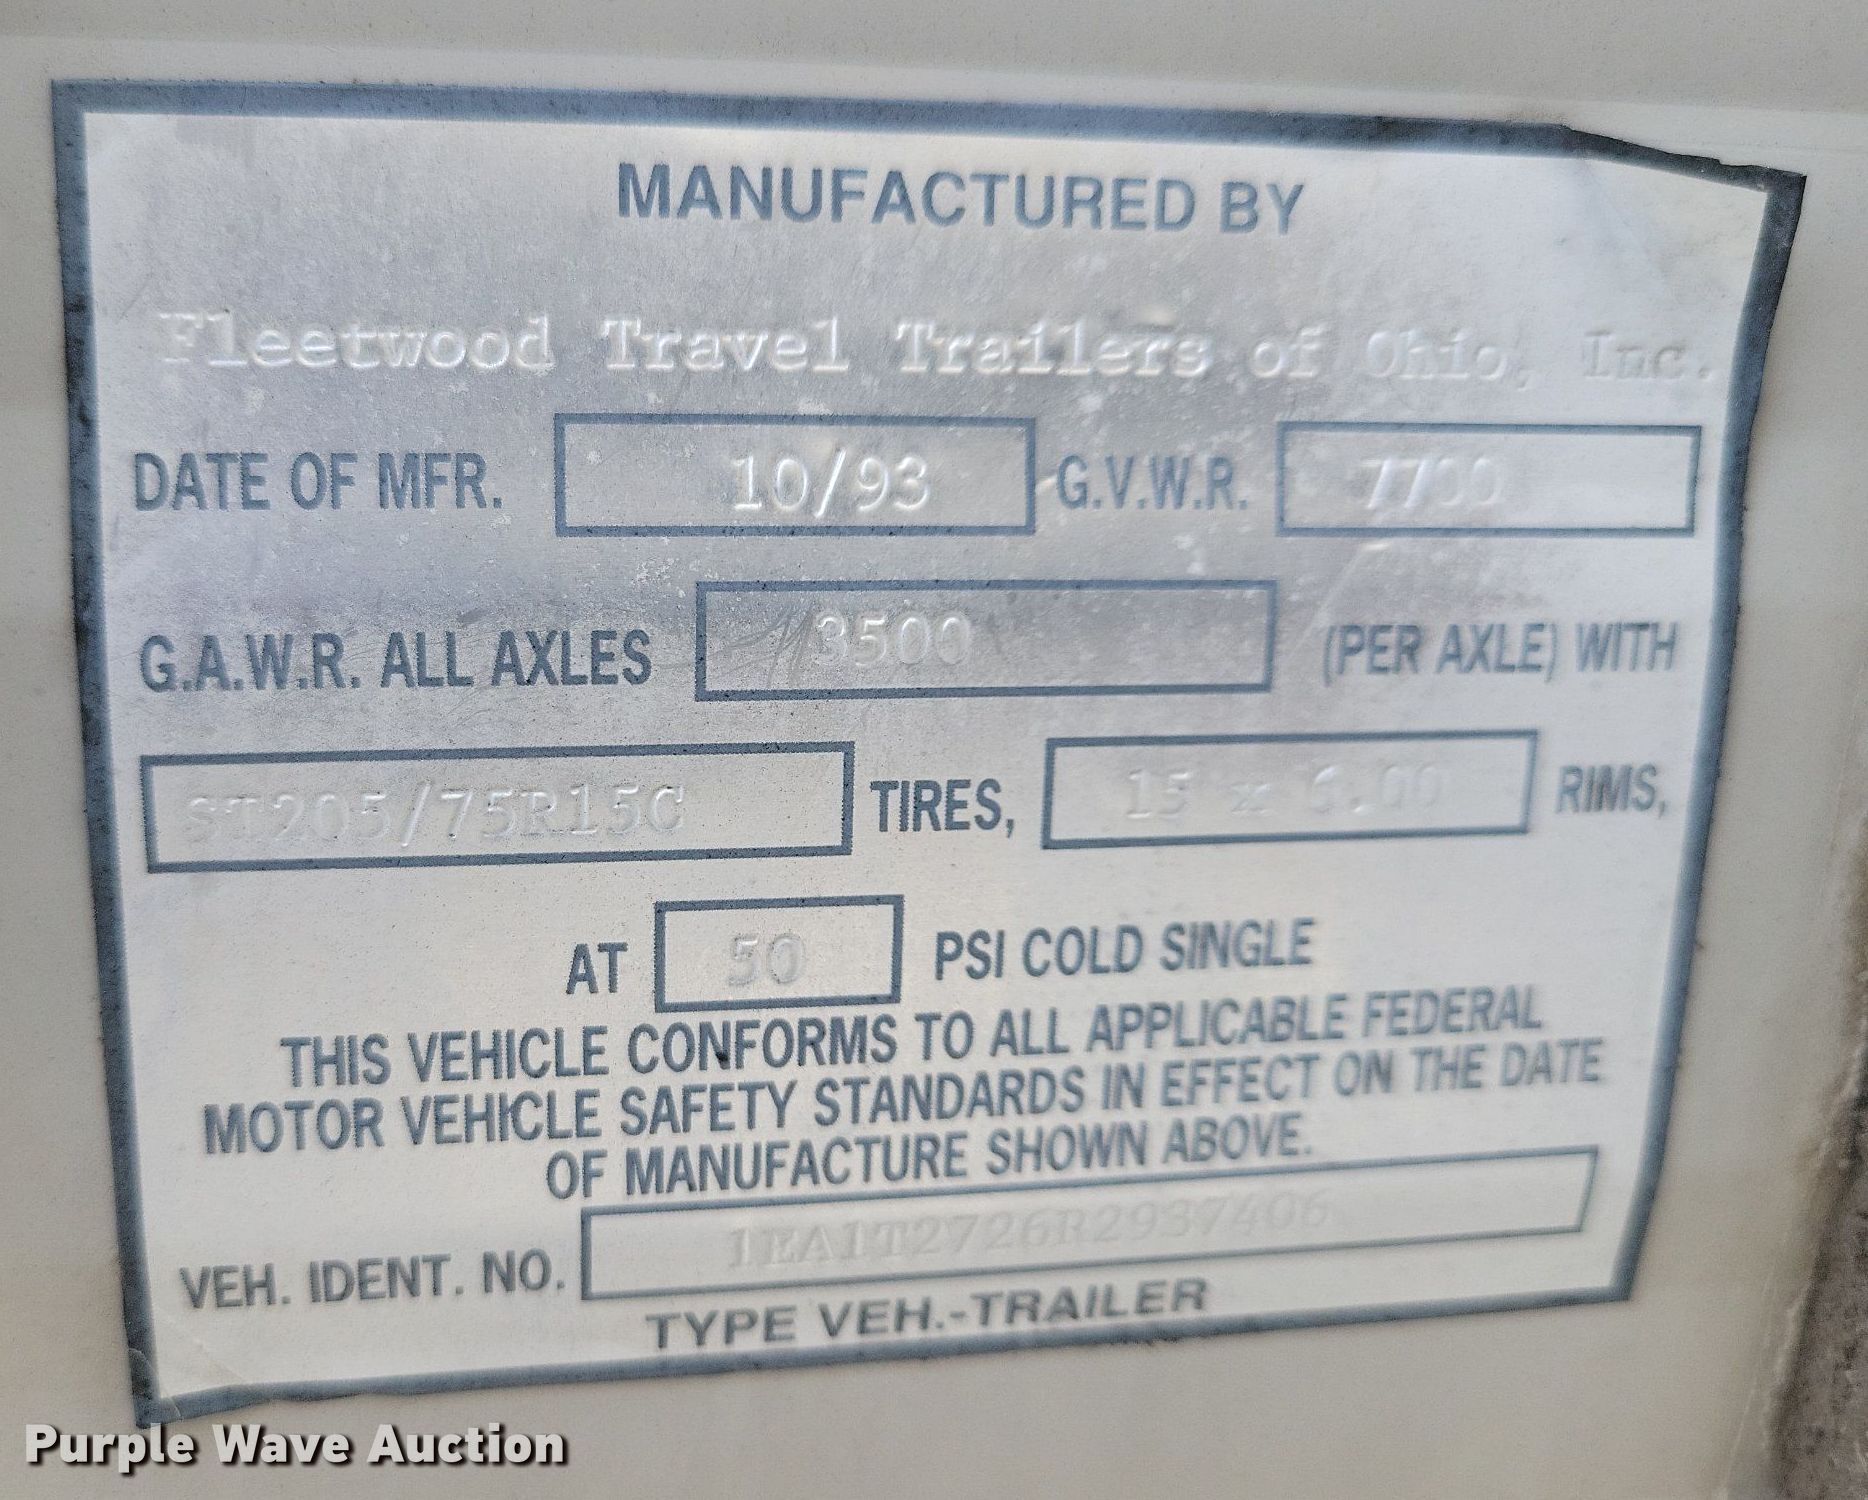 MANUFACTURED BY
Fleetwood Travel Trailers of Ohio, Inc.
DATE OF MFR. 10/93 G.V.W.R. 7700
G.A.W.R. ALL AXLES 3500 (PER AXLE) WITH
ST205/75R15C TIRES, 15 x 6.00 RIMS,
AT 50 PSI COLD SINGLE
THIS VEHICLE CONFORMS TO ALL APPLICABLE FEDERAL
MOTOR VEHICLE SAFETY STANDARDS IN EFFECT ON THE DATE
OF MANUFACTURE SHOWN ABOVE.
VEH. IDENT. NO. 1EA1T2726R2937406
TYPE VEH.-TRAILER
Purple Wave Auction